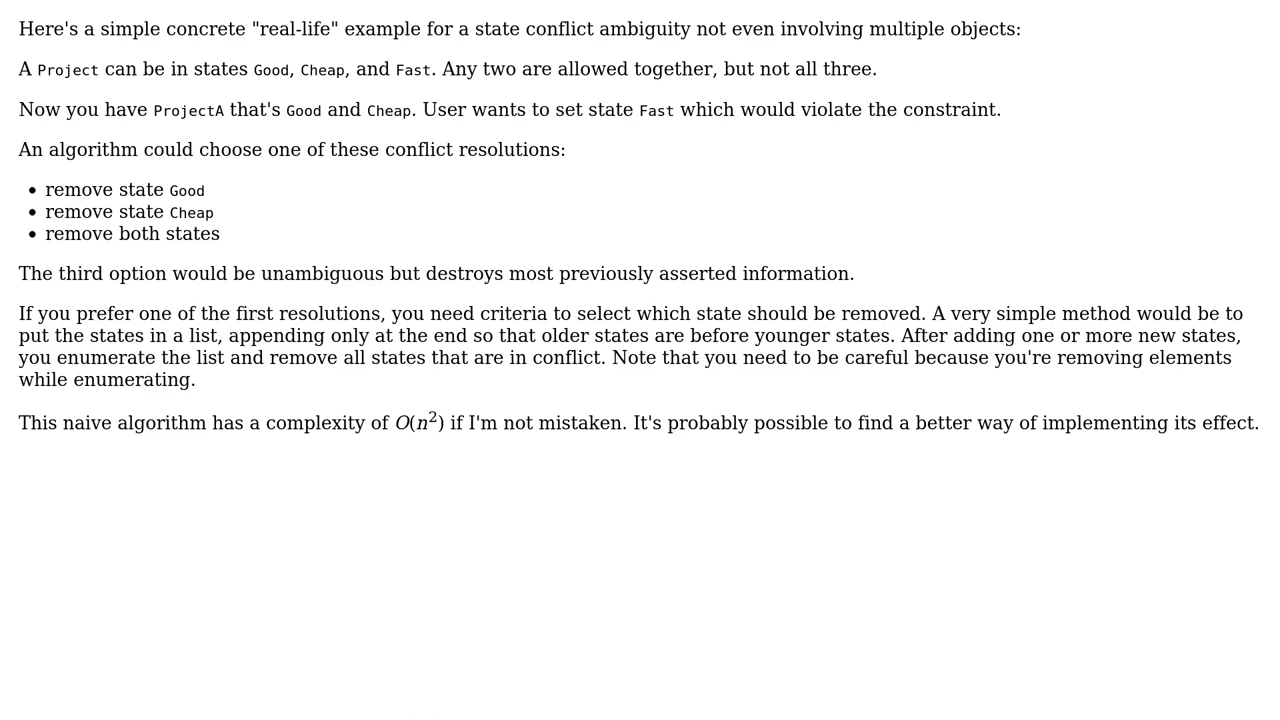 Here's a simple concrete "real-life" example for a state conflict ambiguity not even involving multiple objects:
A Project can be in states Good, Cheap, and Fast. Any two are allowed together, but not all three.
Now you have ProjectA that's Good and Cheap. User wants to set state Fast which would violate the constraint.
An algorithm could choose one of these conflict resolutions:
• remove state Good
• remove state Cheap
• remove both states
The third option would be unambiguous but destroys most previously asserted information.
If you prefer one of the first resolutions, you need criteria to select which state should be removed. A very simple method would be to
put the states in a list, appending only at the end so that older states are before younger states. After adding one or more new states,
you enumerate the list and remove all states that are in conflict. Note that you need to be careful because you're removing elements
while enumerating.
This naive algorithm has a complexity of O(n²) if I'm not mistaken. It's probably possible to find a better way of implementing its effect.